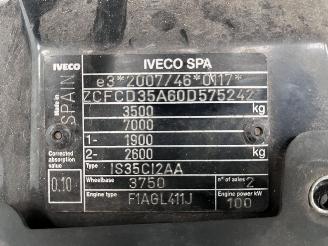 IVECO
IVECO SPA
Made in SPAIN
e3*2007/46*0117*
ZCFCD35A60D575242
3500 kg
7000
1- 1900
2- 2600 kg
Corrected absorption value
0.10
Type IS35CI2AA
Wheelbase 3750 n° of axles 2
Engine type F1AGL411J Engine power kW 100